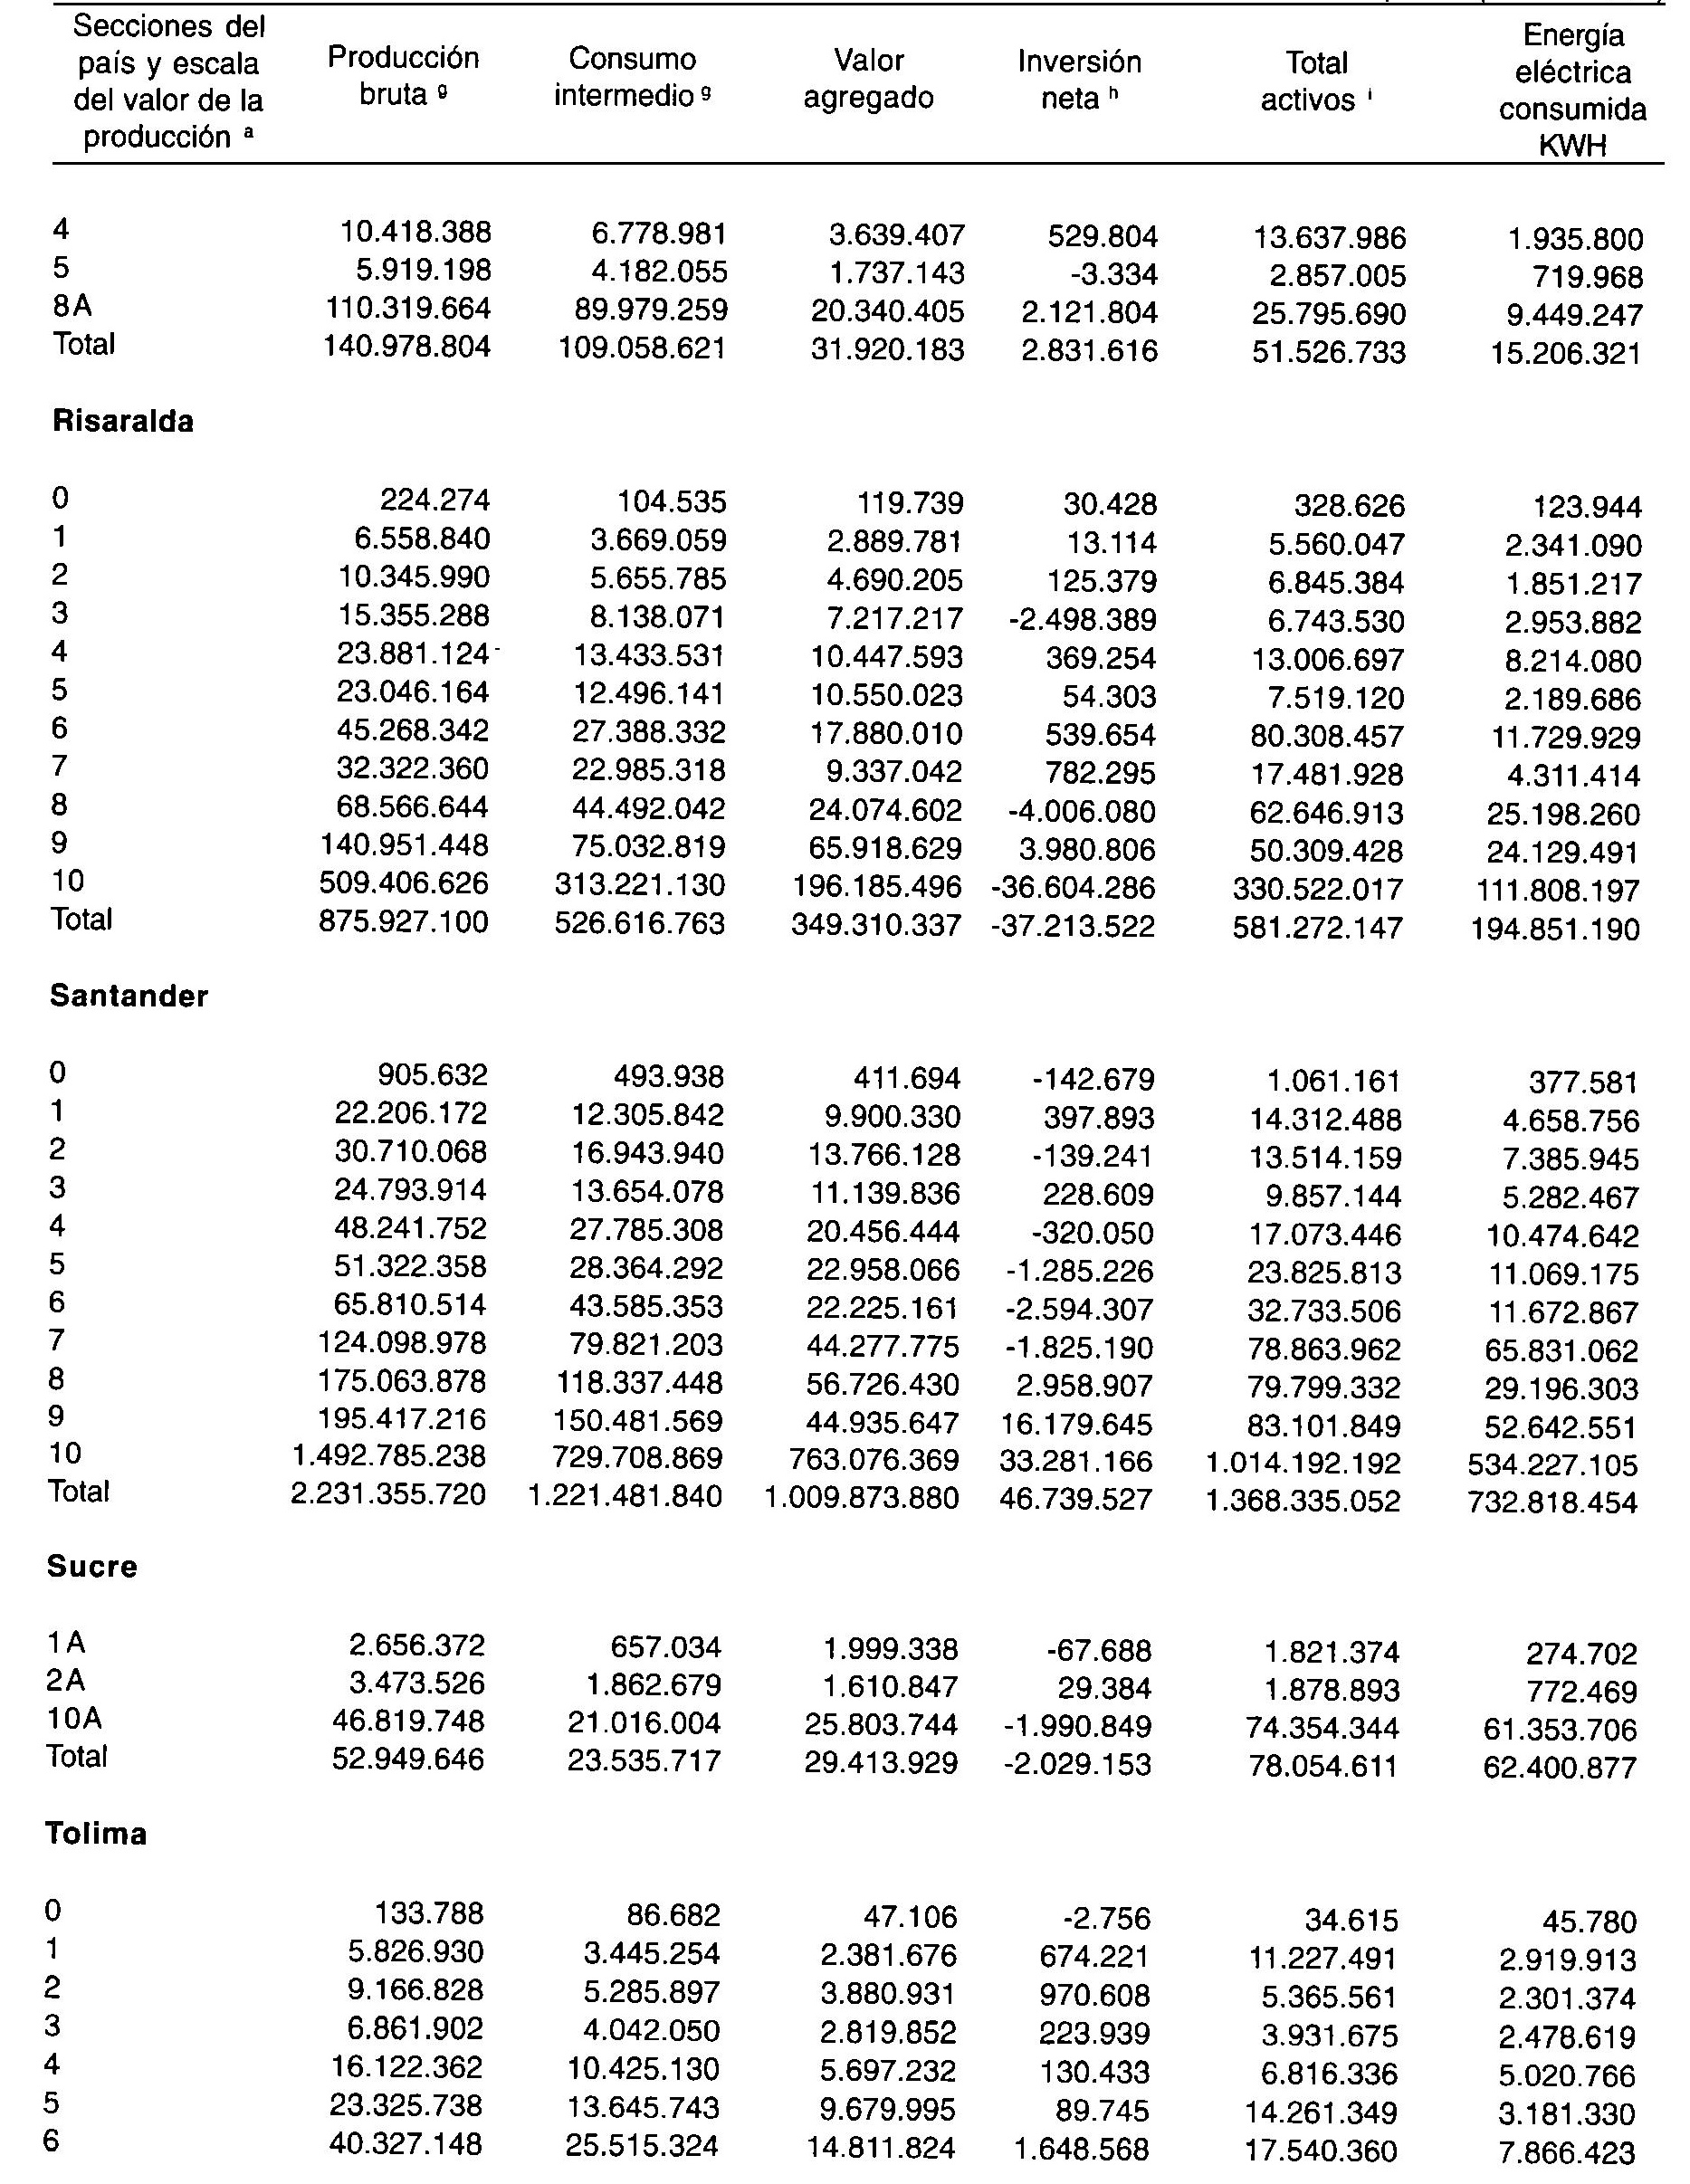 Secciones del país y escala del valor de la producción a Producción bruta g Consumo intermedio g Valor agregado Inversión neta h Total activos i Energía eléctrica consumida KWH
4 10.418.388 6.778.981 3.639.407 529.804 13.637.986 1.935.800
5 5.919.198 4.182.055 1.737.143 -3.334 2.857.005 719.968
8A 110.319.664 89.979.259 20.340.405 2.121.804 25.795.690 9.449.247
Total 140.978.804 109.058.621 31.920.183 2.831.616 51.526.733 15.206.321
Risaralda
0 224.274 104.535 119.739 30.428 328.626 123.944
1 6.558.840 3.669.059 2.889.781 13.114 5.560.047 2.341.090
2 10.345.990 5.655.785 4.690.205 125.379 6.845.384 1.851.217
3 15.355.288 8.138.071 7.217.217 -2.498.389 6.743.530 2.953.882
4 23.881.124 13.433.531 10.447.593 369.254 13.006.697 8.214.080
5 23.046.164 12.496.141 10.550.023 54.303 7.519.120 2.189.686
6 45.268.342 27.388.332 17.880.010 539.654 80.308.457 11.729.929
7 32.322.360 22.985.318 9.337.042 782.295 17.481.928 4.311.414
8 68.566.644 44.492.042 24.074.602 -4.006.080 62.646.913 25.198.260
9 140.951.448 75.032.819 65.918.629 3.980.806 50.309.428 24.129.491
10 509.406.626 313.221.130 196.185.496 -36.604.286 330.522.017 111.808.197
Total 875.927.100 526.616.763 349.310.337 -37.213.522 581.272.147 194.851.190
Santander
0 905.632 493.938 411.694 -142.679 1.061.161 377.581
1 22.206.172 12.305.842 9.900.330 397.893 14.312.488 4.658.756
2 30.710.068 16.943.940 13.766.128 -139.241 13.514.159 7.385.945
3 24.793.914 13.654.078 11.139.836 228.609 9.857.144 5.282.467
4 48.241.752 27.785.308 20.456.444 -320.050 17.073.446 10.474.642
5 51.322.358 28.364.292 22.958.066 -1.285.226 23.825.813 11.069.175
6 65.810.514 43.585.353 22.225.161 -2.594.307 32.733.506 11.672.867
7 124.098.978 79.821.203 44.277.775 -1.825.190 78.863.962 65.831.062
8 175.063.878 118.337.448 56.726.430 2.958.907 79.799.332 29.196.303
9 195.417.216 150.481.569 44.935.647 16.179.645 83.101.849 52.642.551
10 1.492.785.238 729.708.869 763.076.369 33.281.166 1.014.192.192 534.227.105
Total 2.231.355.720 1.221.481.840 1.009.873.880 46.739.527 1.368.335.052 732.818.454
Sucre
1A 2.656.372 657.034 1.999.338 -67.688 1.821.374 274.702
2A 3.473.526 1.862.679 1.610.847 29.384 1.878.893 772.469
10A 46.819.748 21.016.004 25.803.744 -1.990.849 74.354.344 61.353.706
Total 52.949.646 23.535.717 29.413.929 -2.029.153 78.054.611 62.400.877
Tolima
0 133.788 86.682 47.106 -2.756 34.615 45.780
1 5.826.930 3.445.254 2.381.676 674.221 11.227.491 2.919.913
2 9.166.828 5.285.897 3.880.931 970.608 5.365.561 2.301.374
3 6.861.902 4.042.050 2.819.852 223.939 3.931.675 2.478.619
4 16.122.362 10.425.130 5.697.232 130.433 6.816.336 5.020.766
5 23.325.738 13.645.743 9.679.995 89.745 14.261.349 3.181.330
6 40.327.148 25.515.324 14.811.824 1.648.568 17.540.360 7.866.423